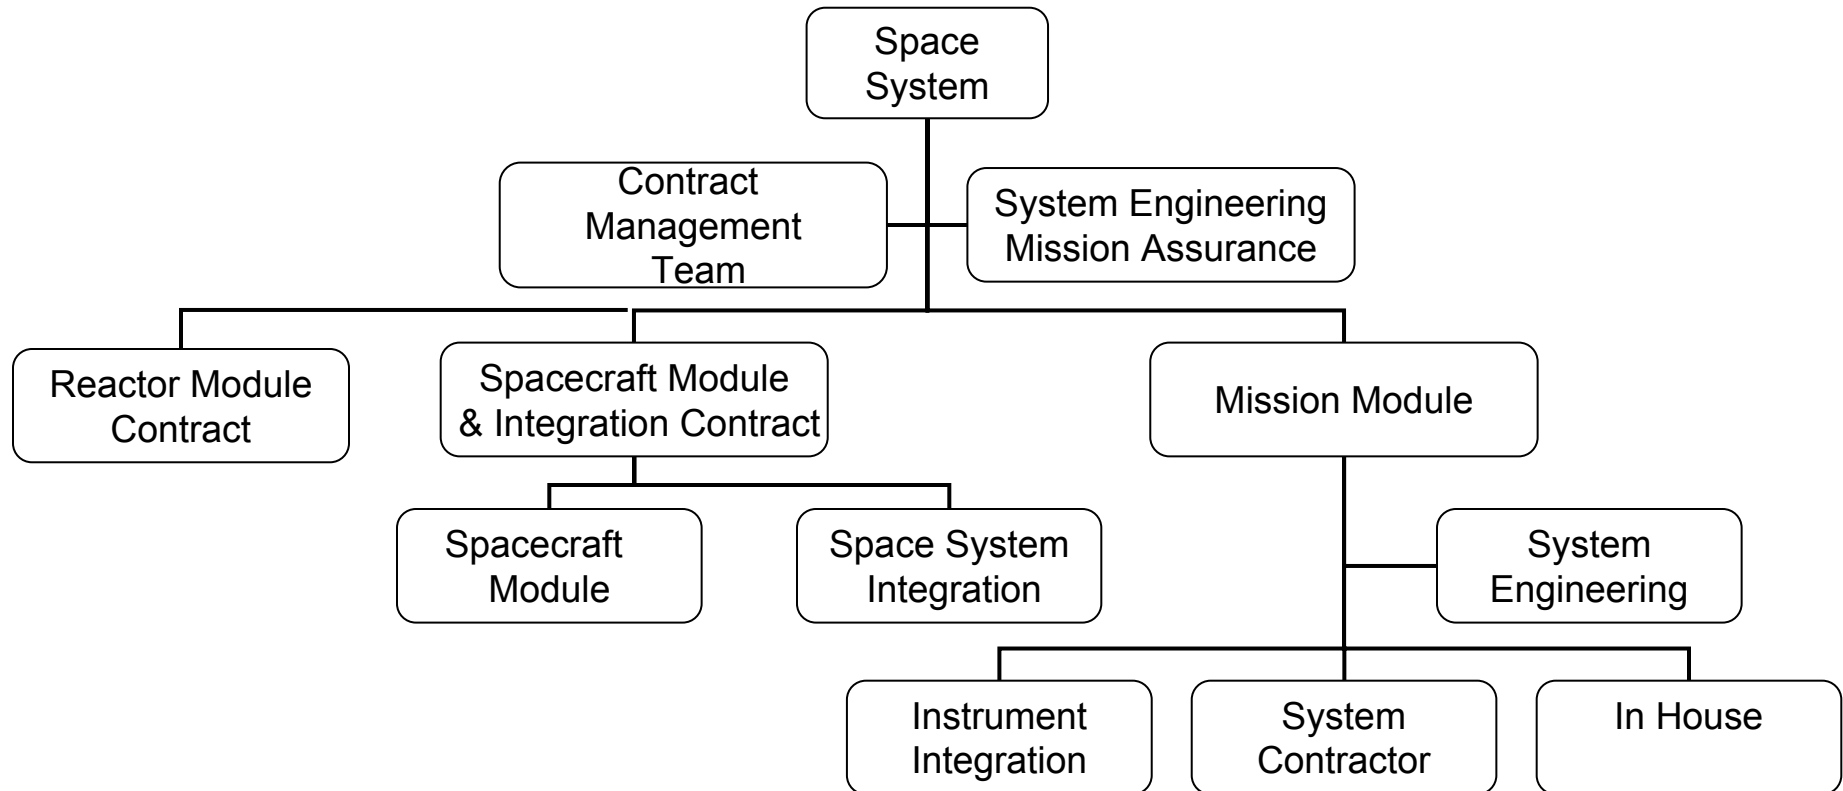 Space
System
Contract
Management
Team
System Engineering
Mission Assurance
Reactor Module
Contract
Spacecraft Module
& Integration Contract
Mission Module
Spacecraft
Module
Space System
Integration
System
Engineering
Instrument
Integration
System
Contractor
In House